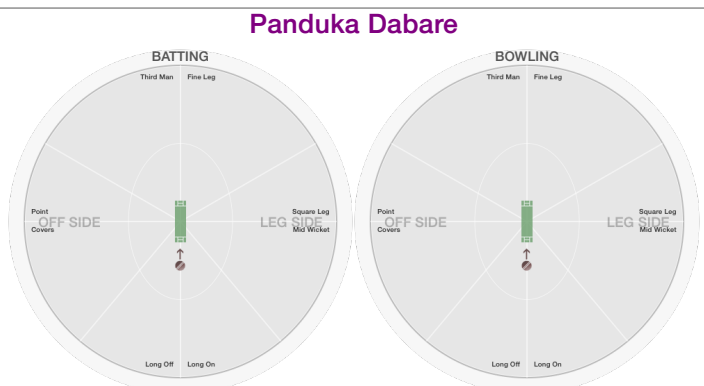 Panduka Dabare
BATTING
Third Man Fine Leg
Point
OFF SIDE
Covers
Square Leg
LEG SIDE
Mid Wicket
Long Off Long On
BOWLING
Third Man Fine Leg
Point
OFF SIDE
Covers
Square Leg
LEG SIDE
Mid Wicket
Long Off Long On